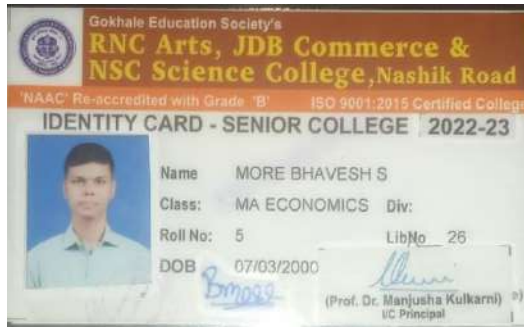 Gokhale Education Society's
RNC Arts, JDB Commerce &
NSC Science College, Nashik Road
'NAAC' Re-accredited with Grade 'B' ISO 9001:2015 Certified College
IDENTITY CARD - SENIOR COLLEGE 2022-23
Name MORE BHAVESH S
Class: MA ECONOMICS Div:
Roll No: 5 LibNo 26
DOB 07/03/2000
Bmore
(Prof. Dr. Manjusha Kulkarni)
I/C Principal